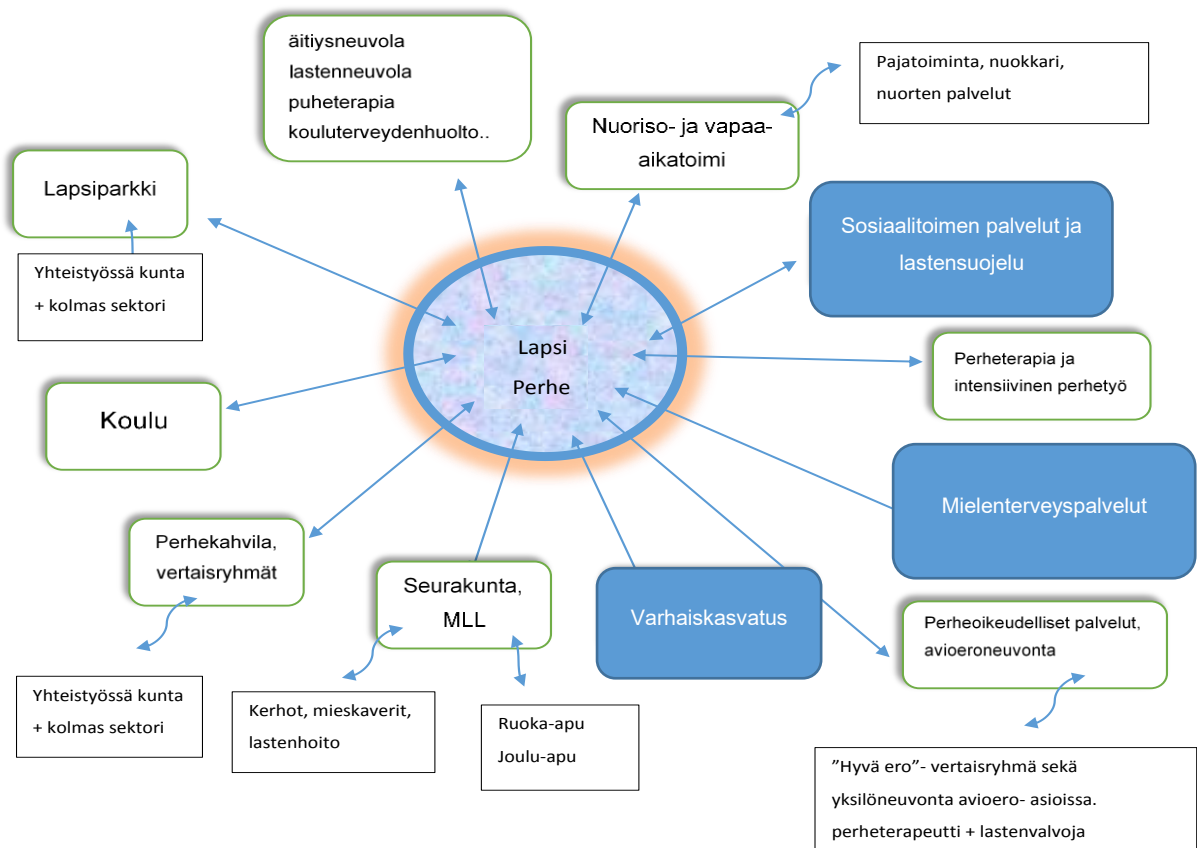 äitiysneuvola
lastenneuvola
puheterapia
kouluterveydenhuolto..
Pajatoiminta, nuokkari,
nuorten palvelut
Nuoriso- ja vapaa-
aikatoimi
Lapsiparkki
Yhteistyössä kunta
+ kolmas sektori
Sosiaalitoimen palvelut ja
lastensuojelu
Lapsi
Perhe
Perheterapia ja
intensiivinen perhetyö
Koulu
Mielenterveyspalvelut
Perhekahvila,
vertaisryhmät
Seurakunta,
MLL
Varhaiskasvatus
Perheoikeudelliset palvelut,
avioeroneuvonta
Yhteistyössä kunta
+ kolmas sektori
Kerhot, mieskaverit,
lastenhoito
Ruoka-apu
Joulu-apu
”Hyvä ero”- vertaisryhmä sekä
yksilöneuvonta avioero- asioissa.
perheterapeutti + lastenvalvoja